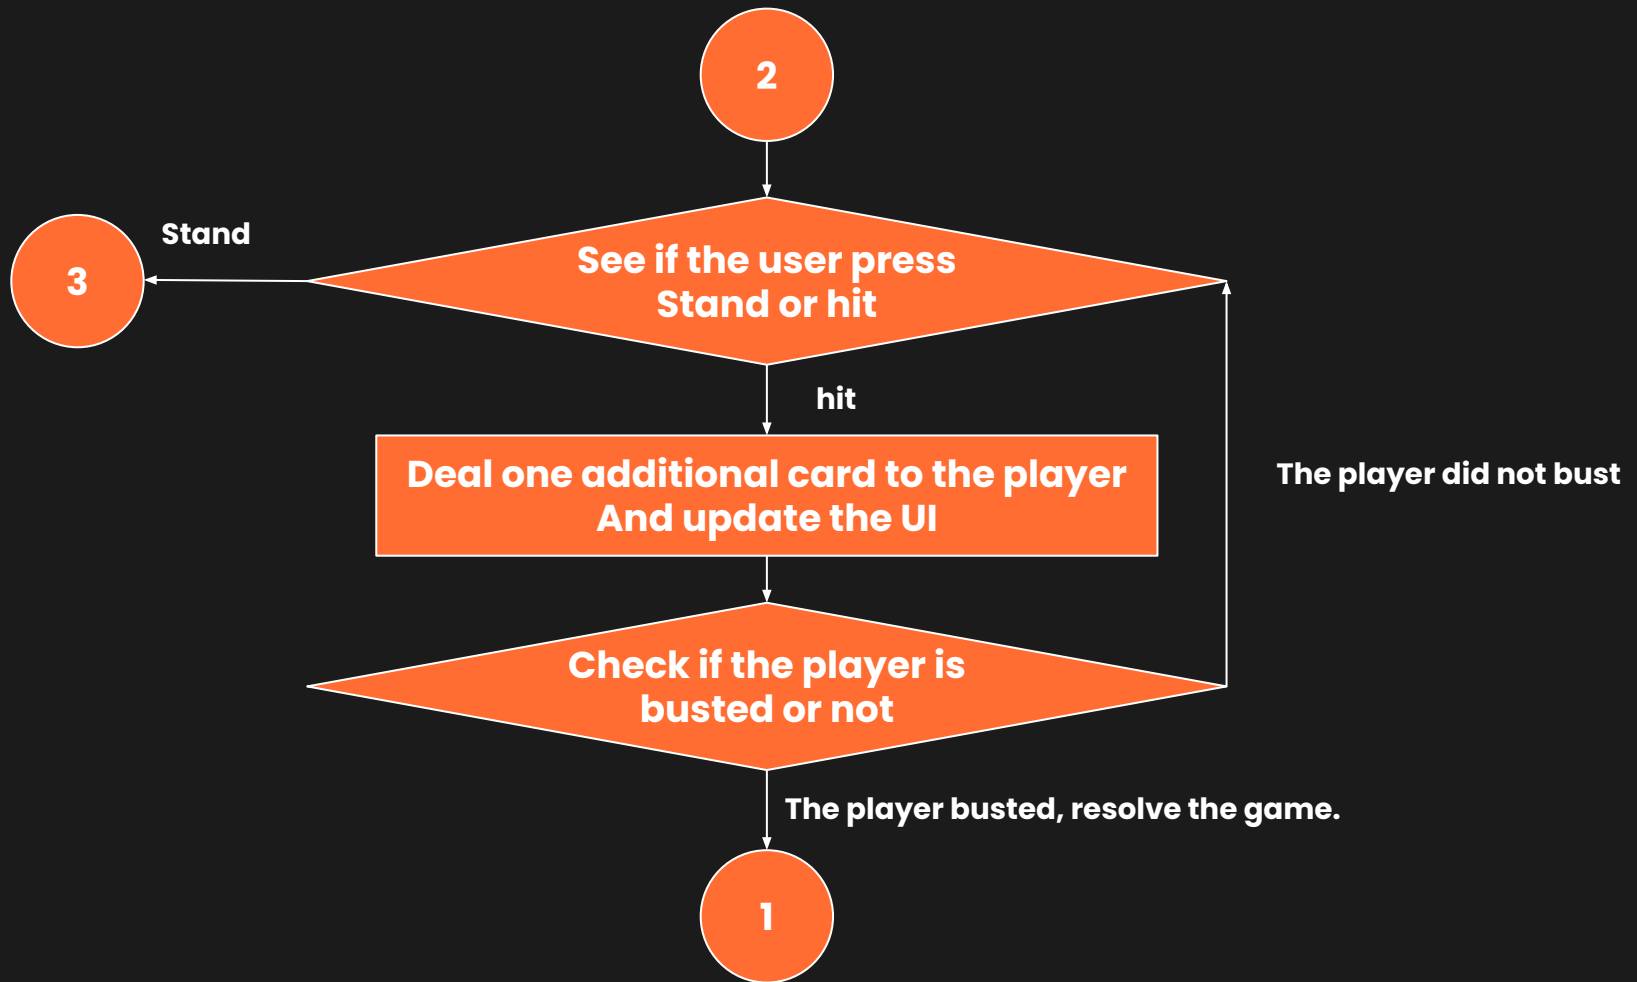 2
Stand
3
See if the user press
Stand or hit
hit
Deal one additional card to the player
And update the UI
The player did not bust
Check if the player is
busted or not
The player busted, resolve the game.
1